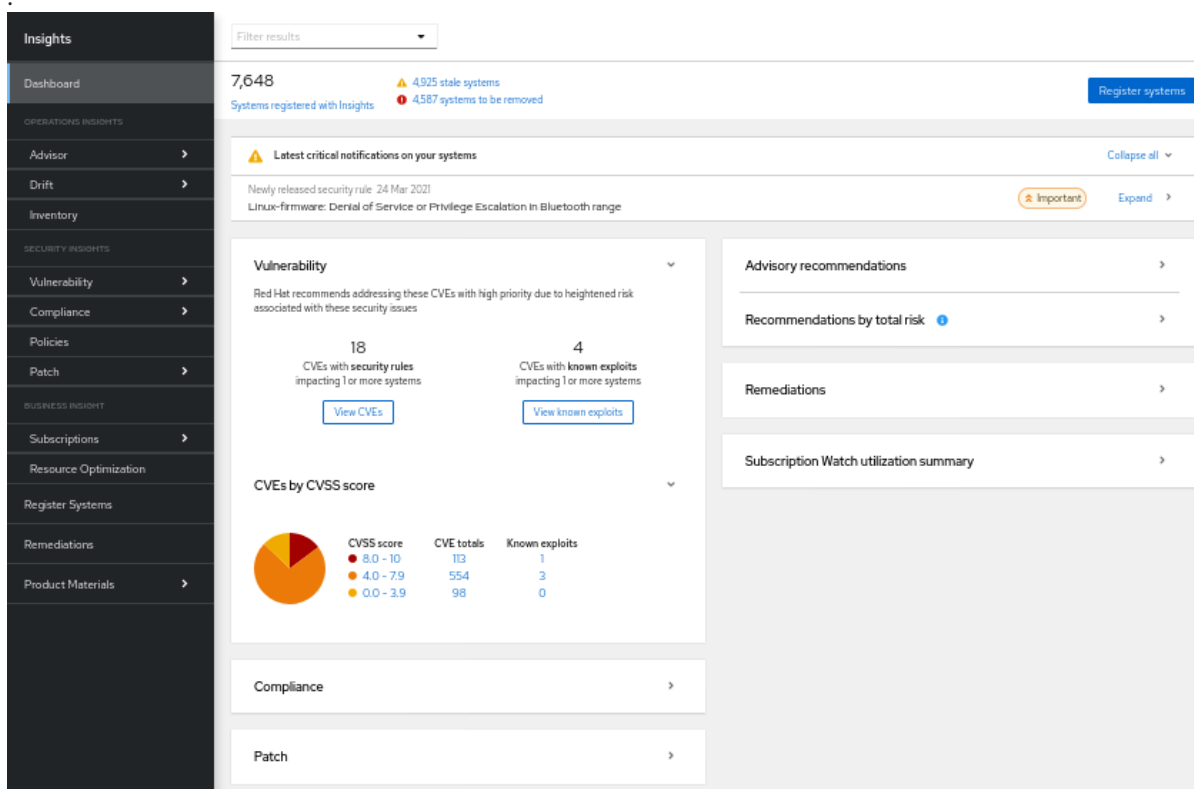 Insights
Dashboard
OPERATIONS INSIGHTS
Advisor
Drift
Inventory
SECURITY INSIGHTS
Vulnerability
Compliance
Policies
Patch
BUSINESS INSIGHT
Subscriptions
Resource Optimization
Register Systems
Remediations
Product Materials
Filter results
7,648
Systems registered with Insights
4,925 stale systems
4,587 systems to be removed
Register systems
Latest critical notifications on your systems
Collapse all
Newly released security rule 24 Mar 2021
Linux-firmware: Denial of Service or Privilege Escalation in Bluetooth range
Important
Expand
Vulnerability
Red Hat recommends addressing these CVEs with high priority due to heightened risk
associated with these security issues
18
CVEs with security rules
impacting 1 or more systems
View CVEs
4
CVEs with known exploits
impacting 1 or more systems
View known exploits
CVEs by CVSS score
CVSS score CVE totals Known exploits
8.0 - 10 113 1
4.0 - 7.9 554 3
0.0 - 3.9 98 0
Compliance
Patch
Advisory recommendations
Recommendations by total risk
Remediations
Subscription Watch utilization summary